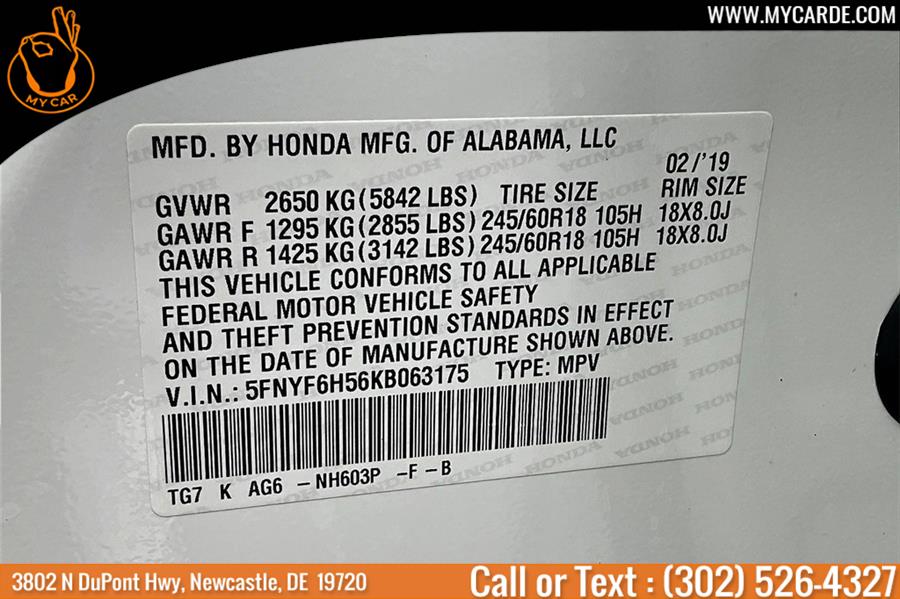 WWW.MYCARDE.COM
MY CAR
MFD. BY HONDA MFG. OF ALABAMA, LLC
02/'19
GVWR 2650 KG(5842 LBS) TIRE SIZE RIM SIZE
GAWR F 1295 KG(2855 LBS) 245/60R18 105H 18X8.0J
GAWR R 1425 KG(3142 LBS) 245/60R18 105H 18X8.0J
THIS VEHICLE CONFORMS TO ALL APPLICABLE
FEDERAL MOTOR VEHICLE SAFETY
AND THEFT PREVENTION STANDARDS IN EFFECT
ON THE DATE OF MANUFACTURE SHOWN ABOVE.
V.I.N.: 5FNYF6H56KB063175 TYPE: MPV
TG7 K AG6 -NH603P -F-B
3802 N DuPont Hwy, Newcastle, DE 19720
Call or Text : (302) 526-4327